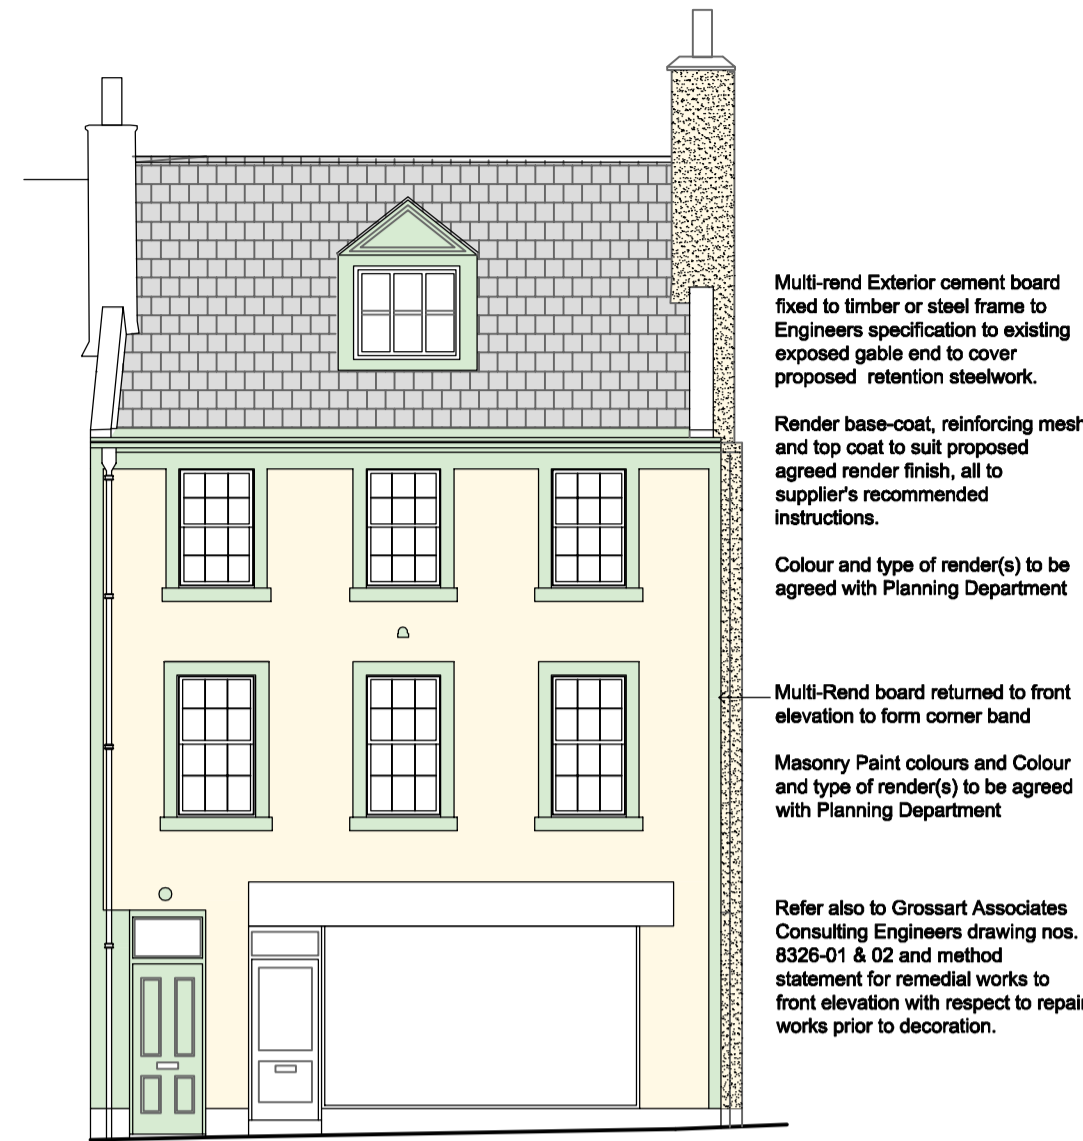 Multi-rend Exterior cement board
fixed to timber or steel frame to
Engineers specification to existing
exposed gable end to cover
proposed retention steelwork.
Render base-coat, reinforcing mesh
and top coat to suit proposed
agreed render finish, all to
supplier's recommended
instructions.
Colour and type of render(s) to be
agreed with Planning Department
Multi-Rend board returned to front
elevation to form corner band
Masonry Paint colours and Colour
and type of render(s) to be agreed
with Planning Department
Refer also to Grossart Associates
Consulting Engineers drawing nos.
8326-01 & 02 and method
statement for remedial works to
front elevation with respect to repair
works prior to decoration.